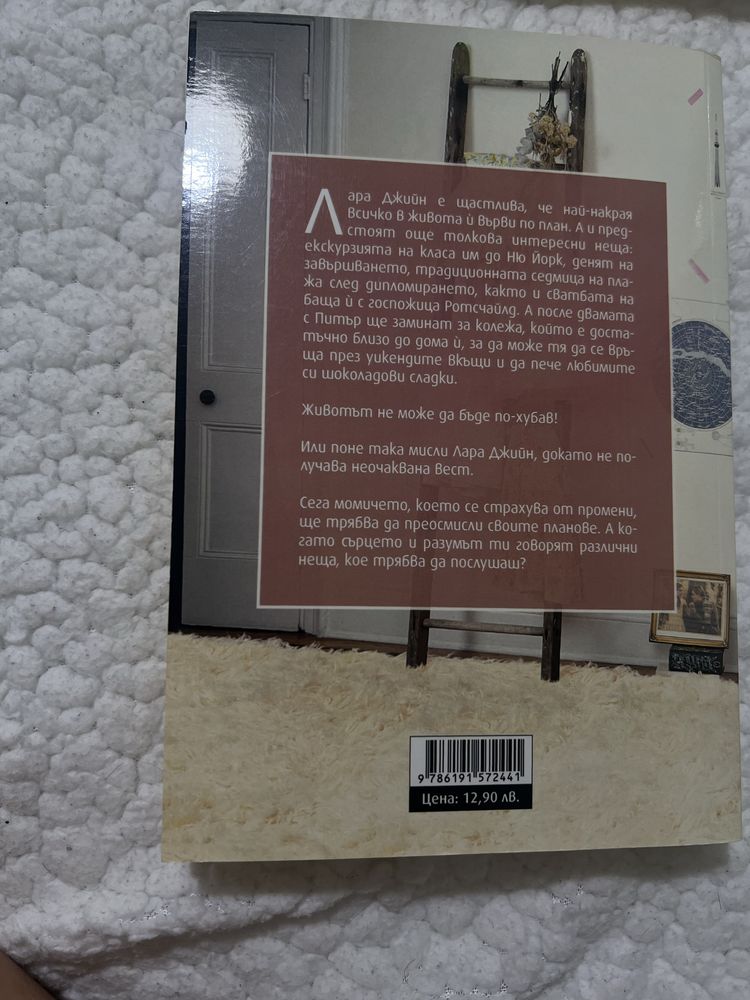 Лара Джийн е щастлива, че най-накрая
всичко в живота ѝ върви по план. А и пред-
стоят още толкова интересни неща:
екскурзията на класа им до Ню Йорк, денят на
завършването, традиционната седмица на пла-
жа след дипломирането, както и сватбата на
баща ѝ с госпожица Ротсчайлд. А после двамата
с Питър ще заминат за колежа, който е доста-
тъчно близо до дома ѝ, за да може тя да се връ-
ща през уикендите вкъщи и да пече любимите
си шоколадови сладки.
Животът не може да бъде по-хубав!
Или поне така мисли Лара Джийн, докато не по-
лучава неочаквана вест.
Сега момичето, което се страхува от промени,
ще трябва да преосмисли своите планове. А ко-
гато сърцето и разумът ти говорят различни
неща, кое трябва да послушаш?
9 786191 572441
Цена: 12,90 лв.